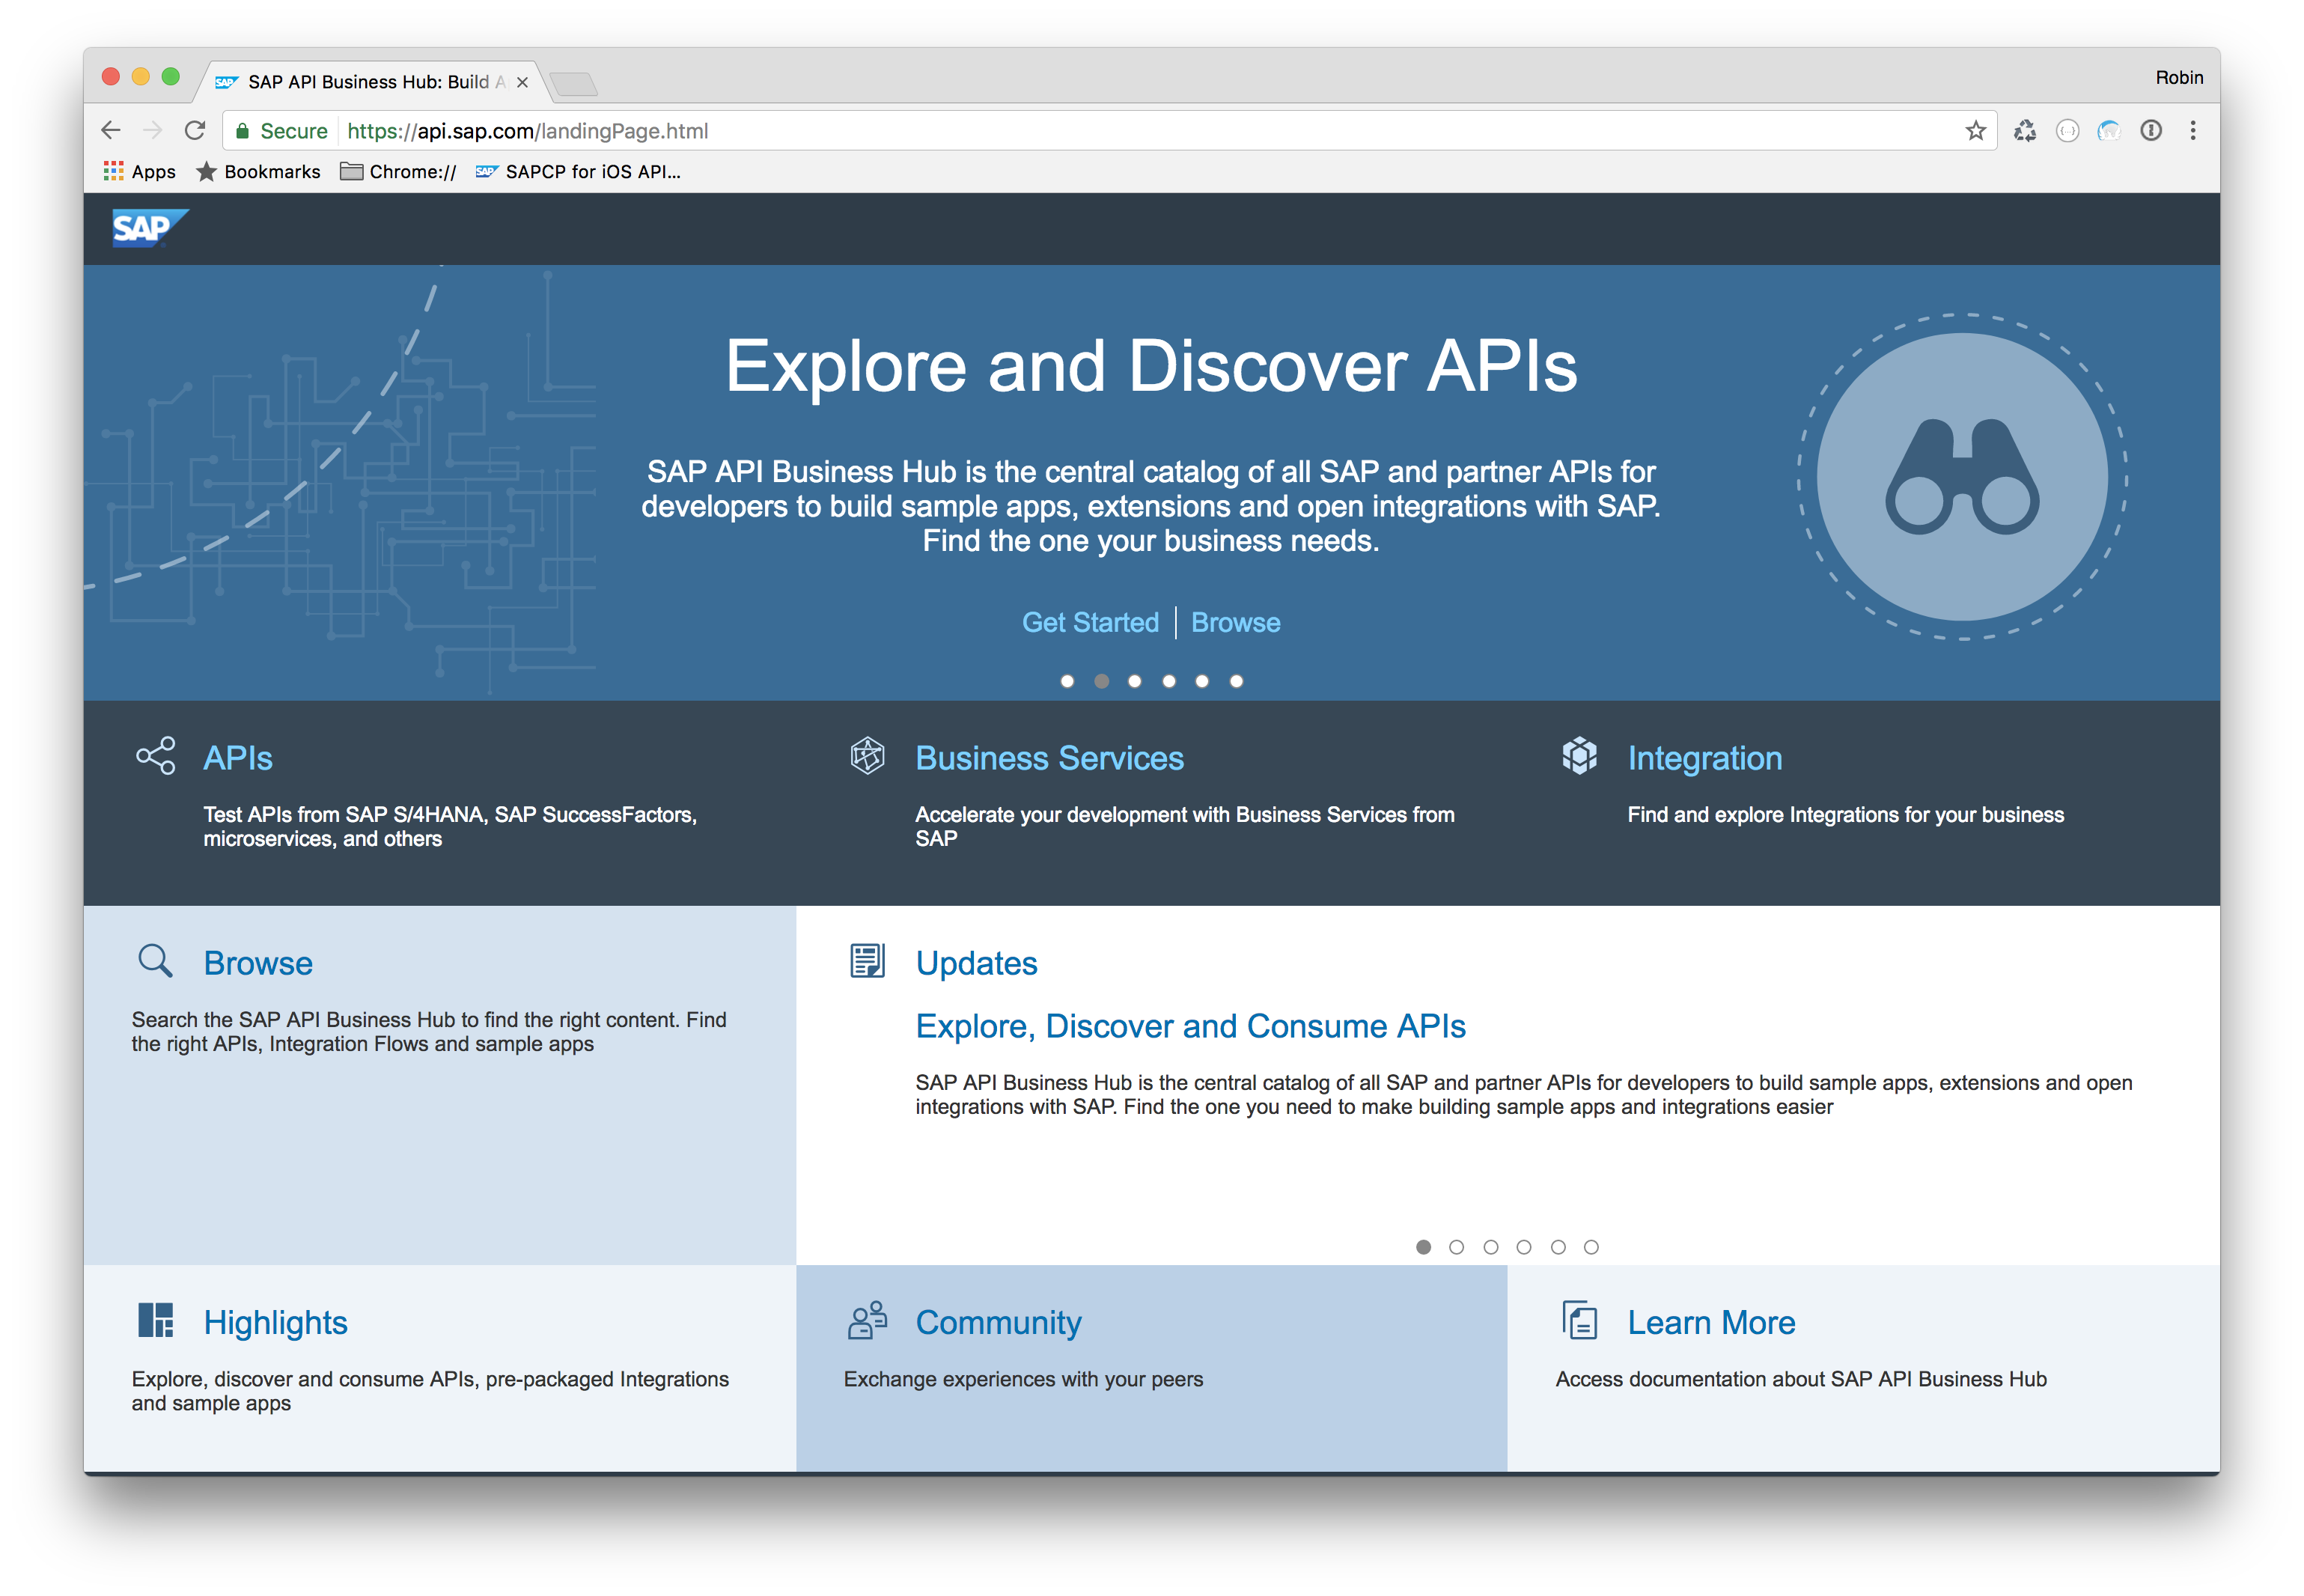 SAP API Business Hub: Build A
Robin
Secure https://api.sap.com/landingPage.html
Apps Bookmarks Chrome:// SAP SAPCP for iOS API...
SAP
Explore and Discover APIs
SAP API Business Hub is the central catalog of all SAP and partner APIs for
developers to build sample apps, extensions and open integrations with SAP.
Find the one your business needs.
Get Started Browse
APIs
Test APIs from SAP S/4HANA, SAP SuccessFactors,
microservices, and others
Business Services
Accelerate your development with Business Services from
SAP
Integration
Find and explore Integrations for your business
Browse
Search the SAP API Business Hub to find the right content. Find
the right APIs, Integration Flows and sample apps
Updates
Explore, Discover and Consume APIs
SAP API Business Hub is the central catalog of all SAP and partner APIs for developers to build sample apps, extensions and open
integrations with SAP. Find the one you need to make building sample apps and integrations easier
Highlights
Explore, discover and consume APIs, pre-packaged Integrations
and sample apps
Community
Exchange experiences with your peers
Learn More
Access documentation about SAP API Business Hub